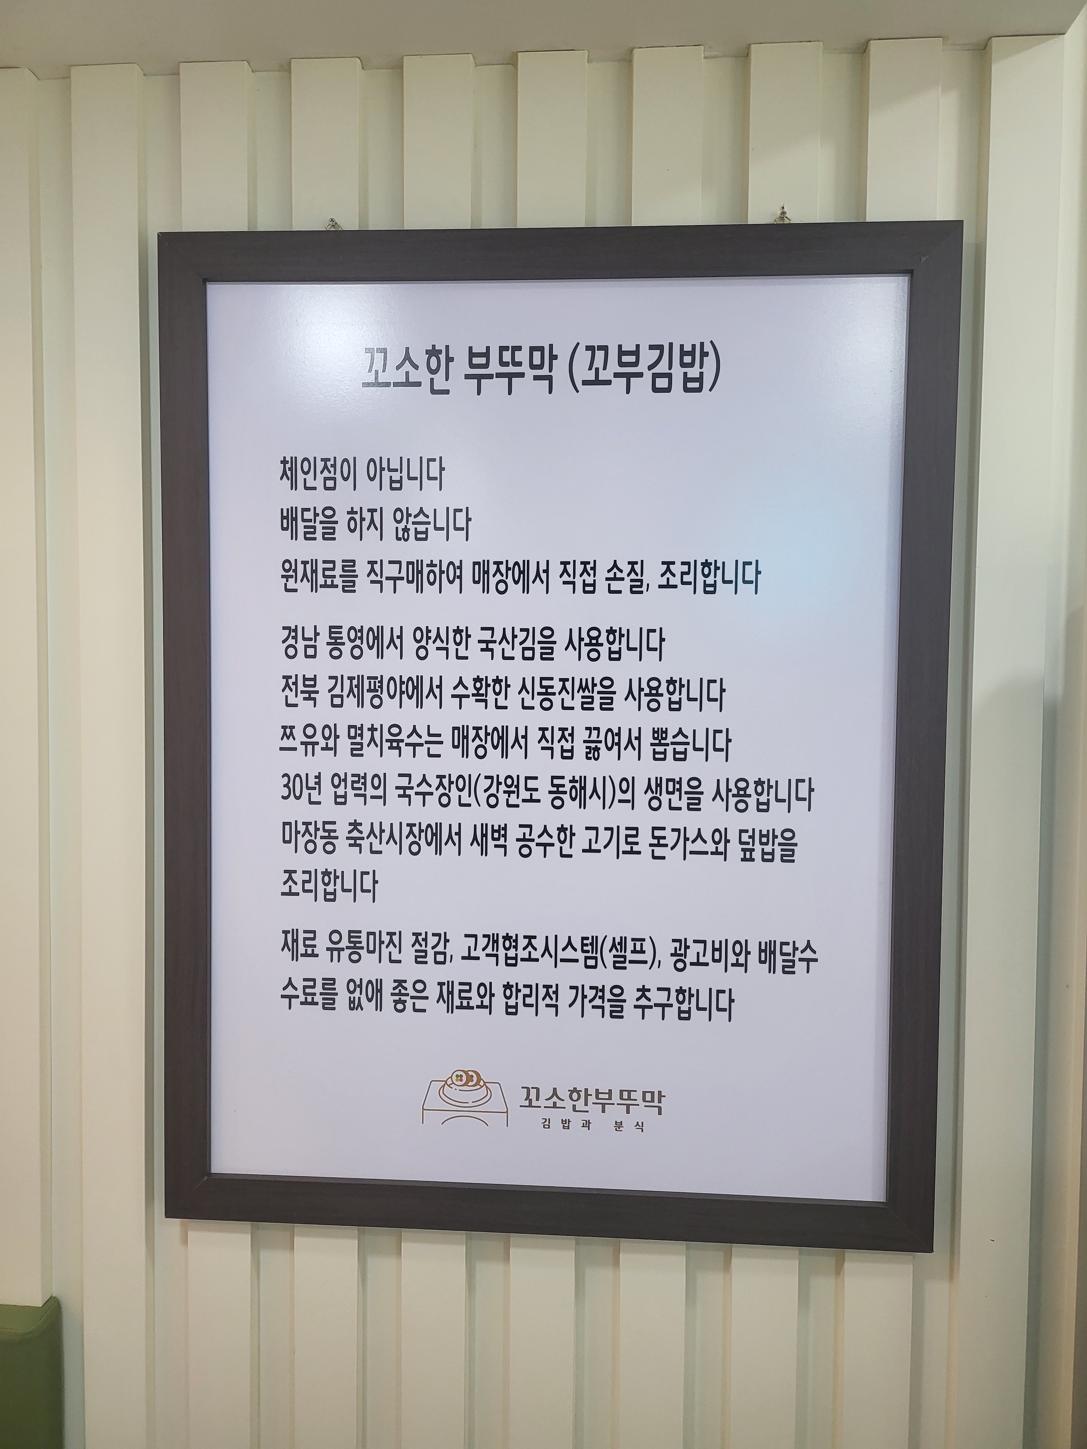 꼬소한 부뚜막 (꼬부김밥)
체인점이 아닙니다
배달을 하지 않습니다
원재료를 직구매하여 매장에서 직접 손질, 조리합니다
경남 통영에서 양식한 국산김을 사용합니다
전북 김제평야에서 수확한 신동진쌀을 사용합니다
쯔유와 멸치육수는 매장에서 직접 끓여서 뽑습니다
30년 업력의 국수장인(강원도 동해시)의 생면을 사용합니다
마장동 축산시장에서 새벽 공수한 고기로 돈가스와 덮밥을
조리합니다
재료 유통마진 절감, 고객협조시스템(셀프), 광고비와 배달수
수료를 없애 좋은 재료와 합리적 가격을 추구합니다
꼬소한부뚜막
김밥과 분식